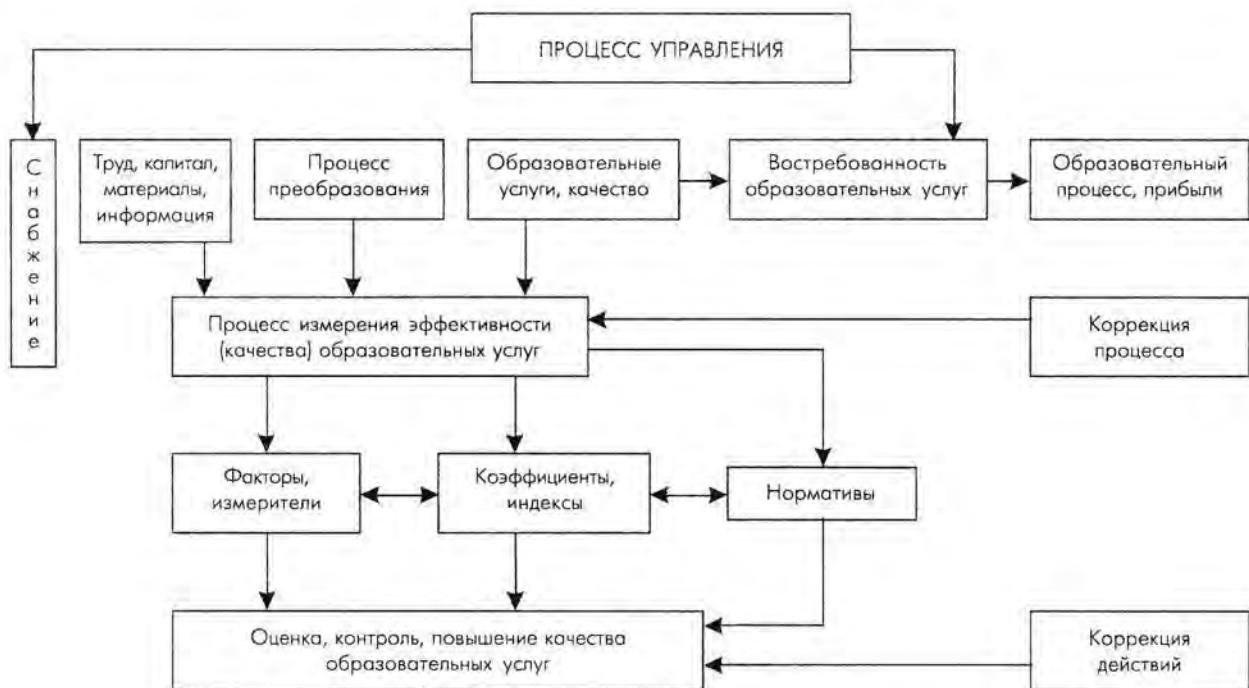 ПРОЦЕСС УПРАВЛЕНИЯ
Снабжение
Труд, капитал,
материалы,
информация
Процесс
преобразования
Образовательные
услуги, качество
Востребованность
образовательных услуг
Образовательный
процесс, прибыли
Процесс измерения эффективности
(качества) образовательных услуг
Коррекция
процесса
Факторы,
измерители
Коэффициенты,
индексы
Нормативы
Оценка, контроль, повышение качества
образовательных услуг
Коррекция
действий